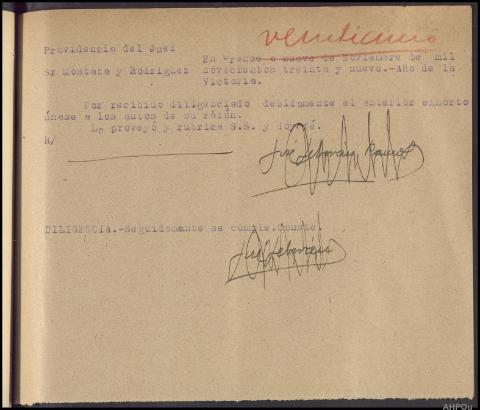 veinticinco
Providencia del Juez
En Orense a nueve de Noviembre de mil
Sr Montaza y Rodriguez novecientos treinta y nueve.-Año de la
Victoria.
Por recibido diligenciado debidamente el anterior exhorto
únase a los autos de su razón.
Lo proveyó y rubrica S.S. y doy fé.
R/
DILIGENCIA.-Seguidamante se cumple.Conste.
AHPOu